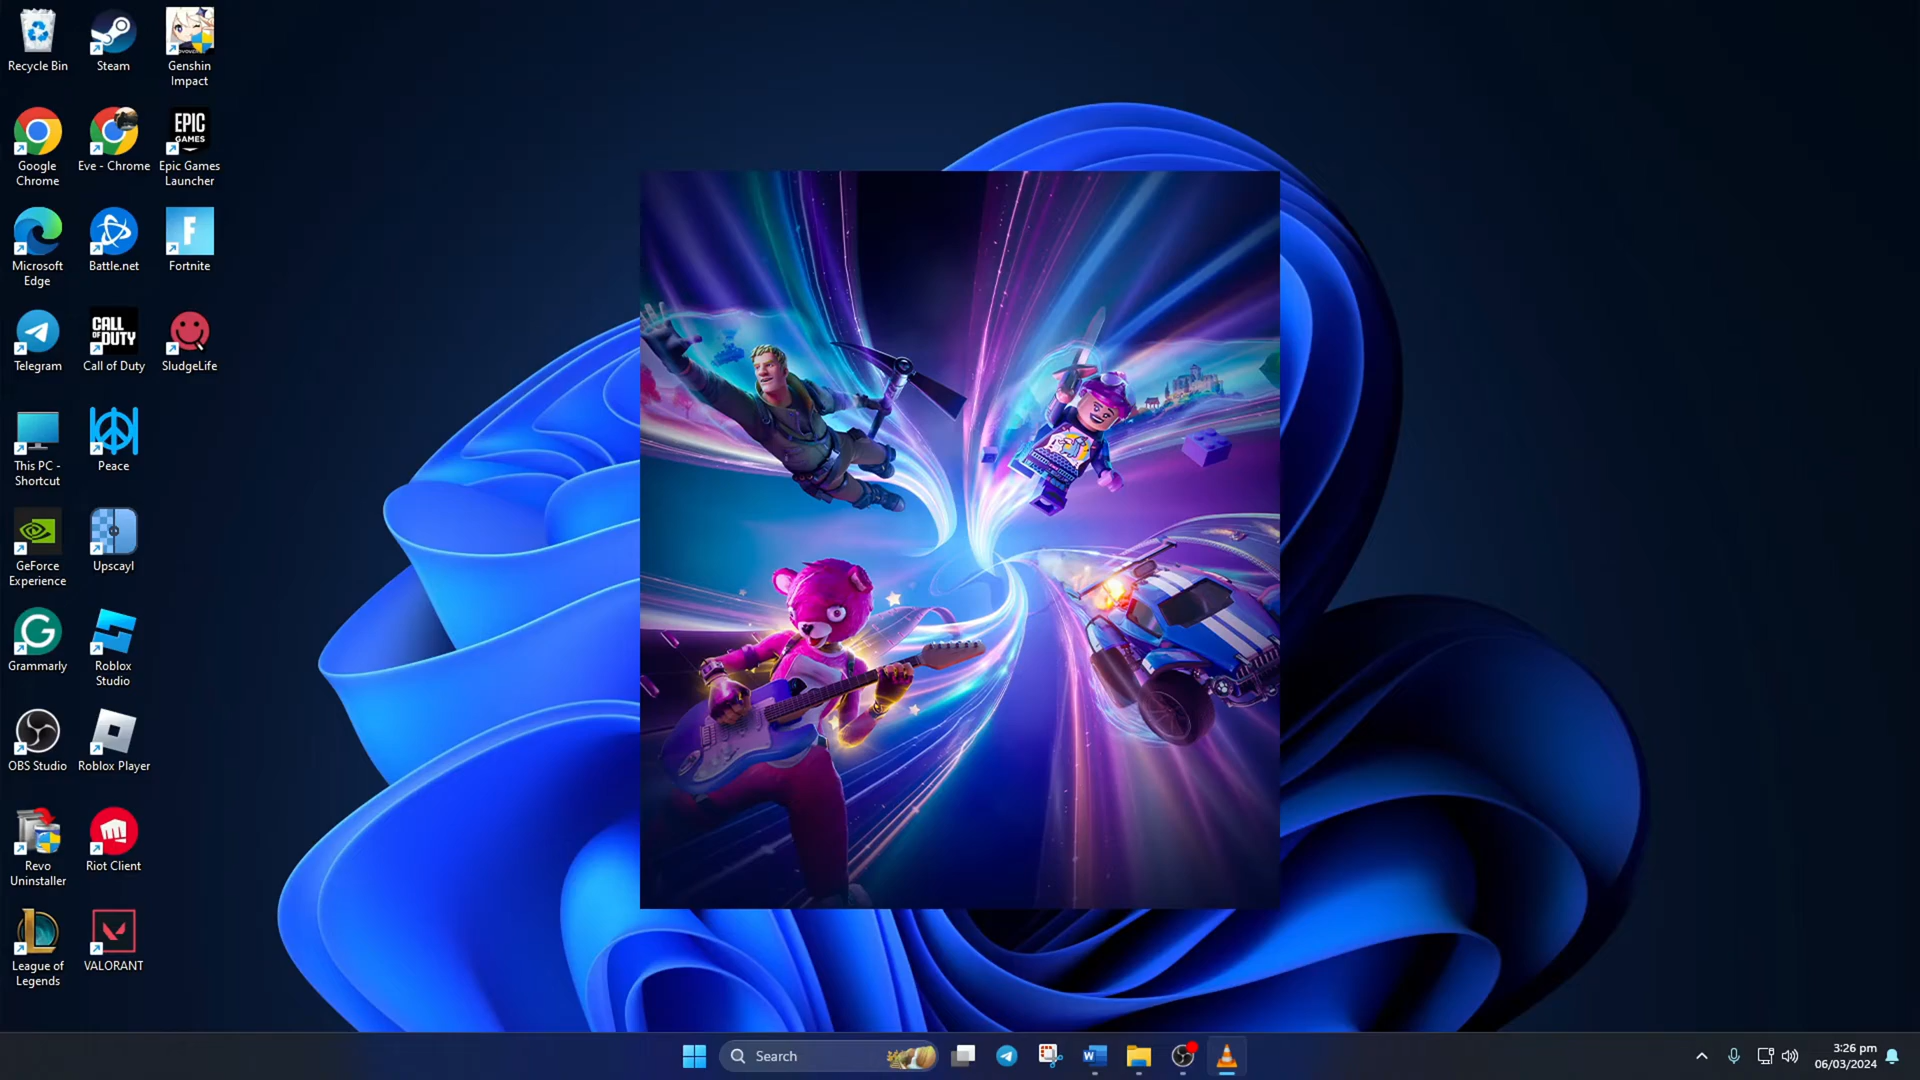 Recycle Bin
Steam
Genshin
Impact
Google
Chrome
Eve - Chrome
EPIC
GAMES
Epic Games
Launcher
Microsoft
Edge
Battle.net
F
Fortnite
Telegram
CALL
OF DUTY
Call of Duty
SludgeLife
This PC -
Shortcut
Peace
GeForce
Experience
Upscayl
G
Grammarly
Roblox
Studio
OBS Studio
Roblox Player
Revo
Uninstaller
Riot Client
L
League of
Legends
VALORANT
Search
W
3:26 pm
06/03/2024